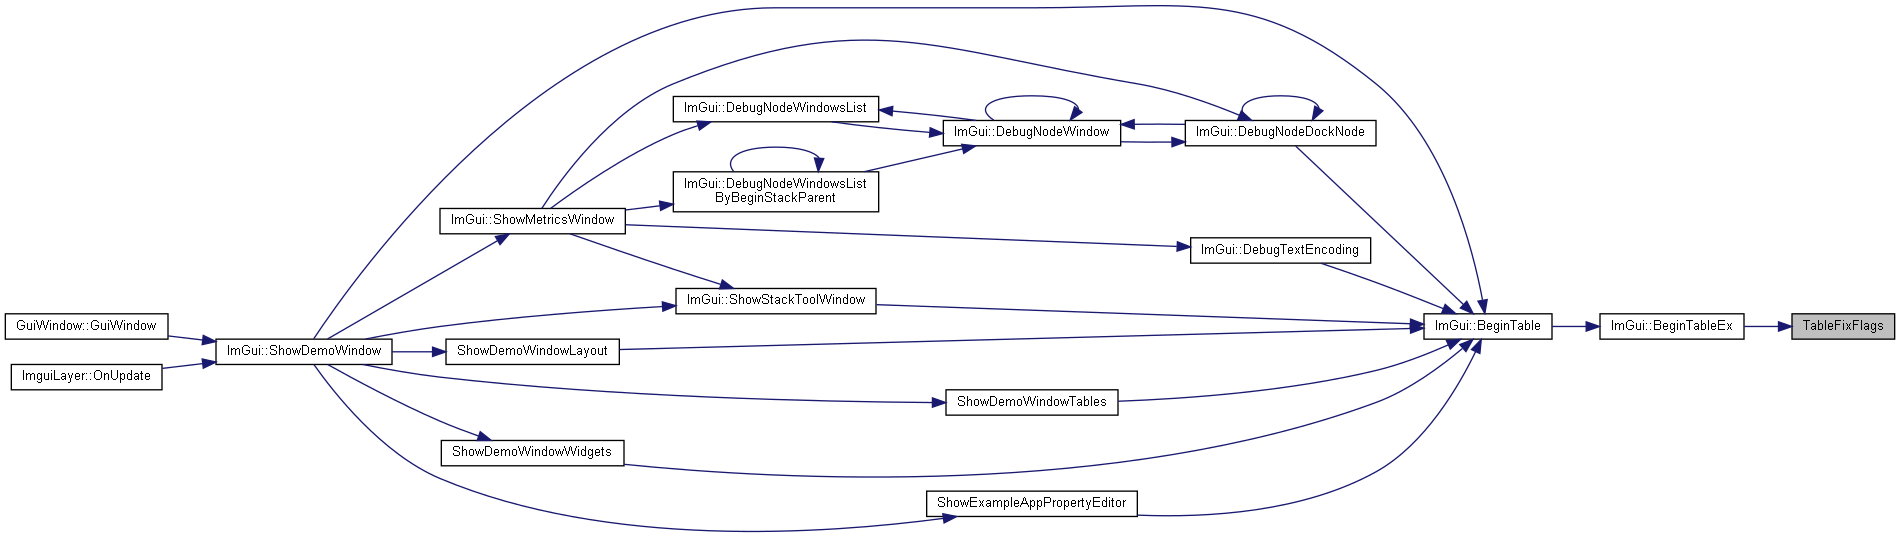 ImGui::DebugNodeWindowsList
ImGui::DebugNodeWindow
ImGui::DebugNodeDockNode
ImGui::DebugNodeWindowsList
ByBeginStackParent
ImGui::ShowMetricsWindow
ImGui::DebugTextEncoding
ImGui::ShowStackToolWindow
GuiWindow::GuiWindow
ImGui::BeginTable
ImGui::BeginTableEx
TableFixFlags
ImGui::ShowDemoWindow
ShowDemoWindowLayout
ImguiLayer::OnUpdate
ShowDemoWindowTables
ShowDemoWindowWidgets
ShowExampleAppPropertyEditor